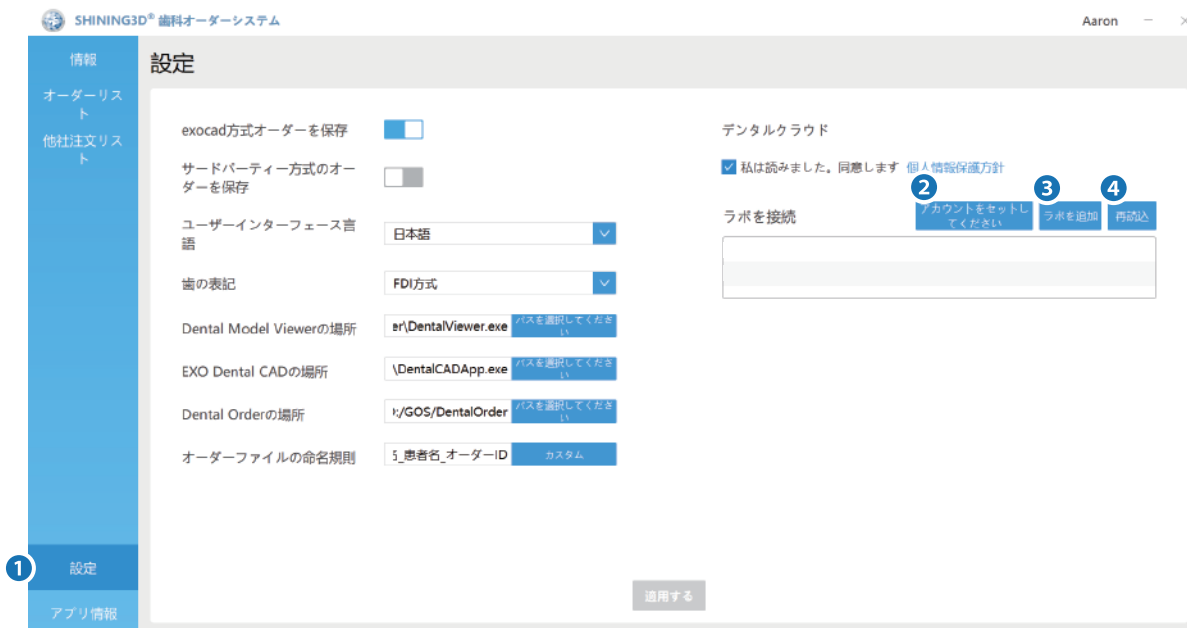 SHINING3D® 歯科オーダーシステム
Aaron
情報
オーダーリス
ト
他社注文リス
ト
設定
アプリ情報
設定
exocad方式オーダーを保存
サードパーティー方式のオー
ダーを保存
ユーザーインターフェース言
語
日本語
歯の表記
FDI方式
Dental Model Viewerの場所
er\DentalViewer.exe
パスを選択してくださ
い
EXO Dental CADの場所
\DentalCADApp.exe
パスを選択してくださ
い
Dental Orderの場所
:/GOS/DentalOrder
パスを選択してくださ
い
オーダーファイルの命名規則
_患者名_オーダーID
カスタム
デンタルクラウド
私は読みました。同意します 個人情報保護方針
ラボを接続
アカウントをセットし
てください
ラボを追加
再読込
適用する
1
2
3
4